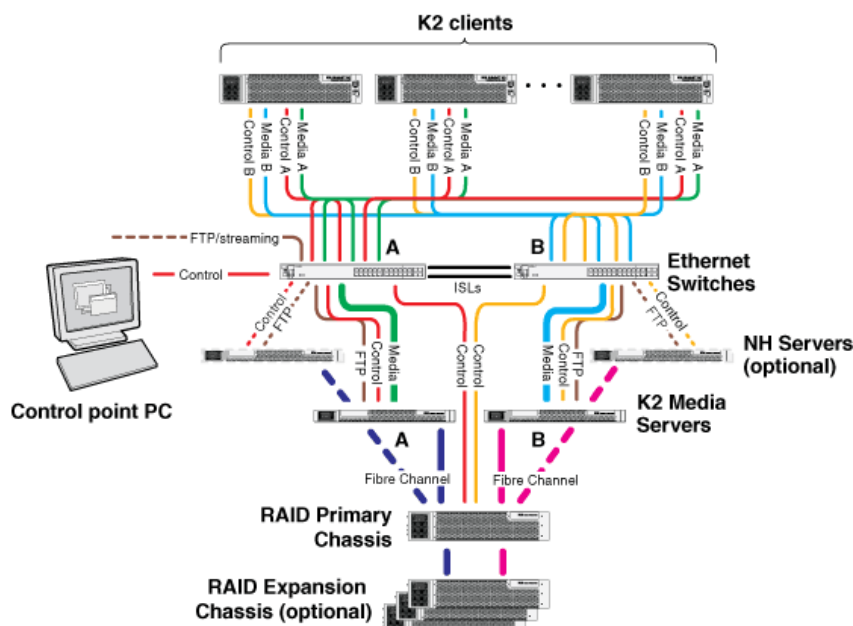 K2 clients
Control B
Media B
Control A
Media A
Control B
Media B
Control A
Media A
Control B
Media B
Control A
Media A
FTP/streaming
A
B
Control
ISLs
Ethernet
Switches
Control
FTP
FTP
Control
Media
Control
Control
Media
Control
FTP
FTP
Control
NH Servers
(optional)
Control point PC
K2 Media
Servers
A
B
Fibre Channel
Fibre Channel
RAID Primary
Chassis
RAID Expansion
Chassis (optional)